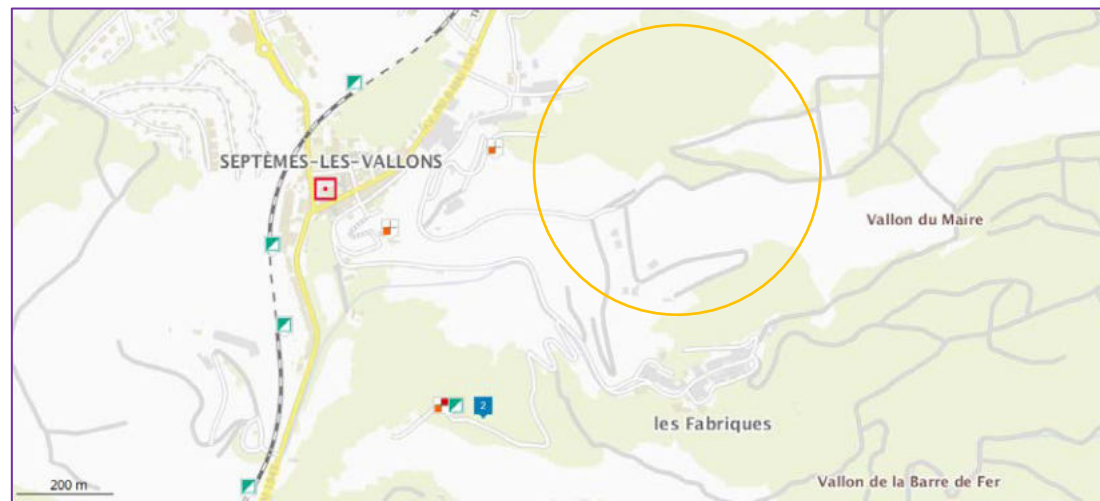 SEPTÈMES-LES-VALLONS
Vallon du Maire
2
les Fabriques
Vallon de la Barre de Fer
200 m